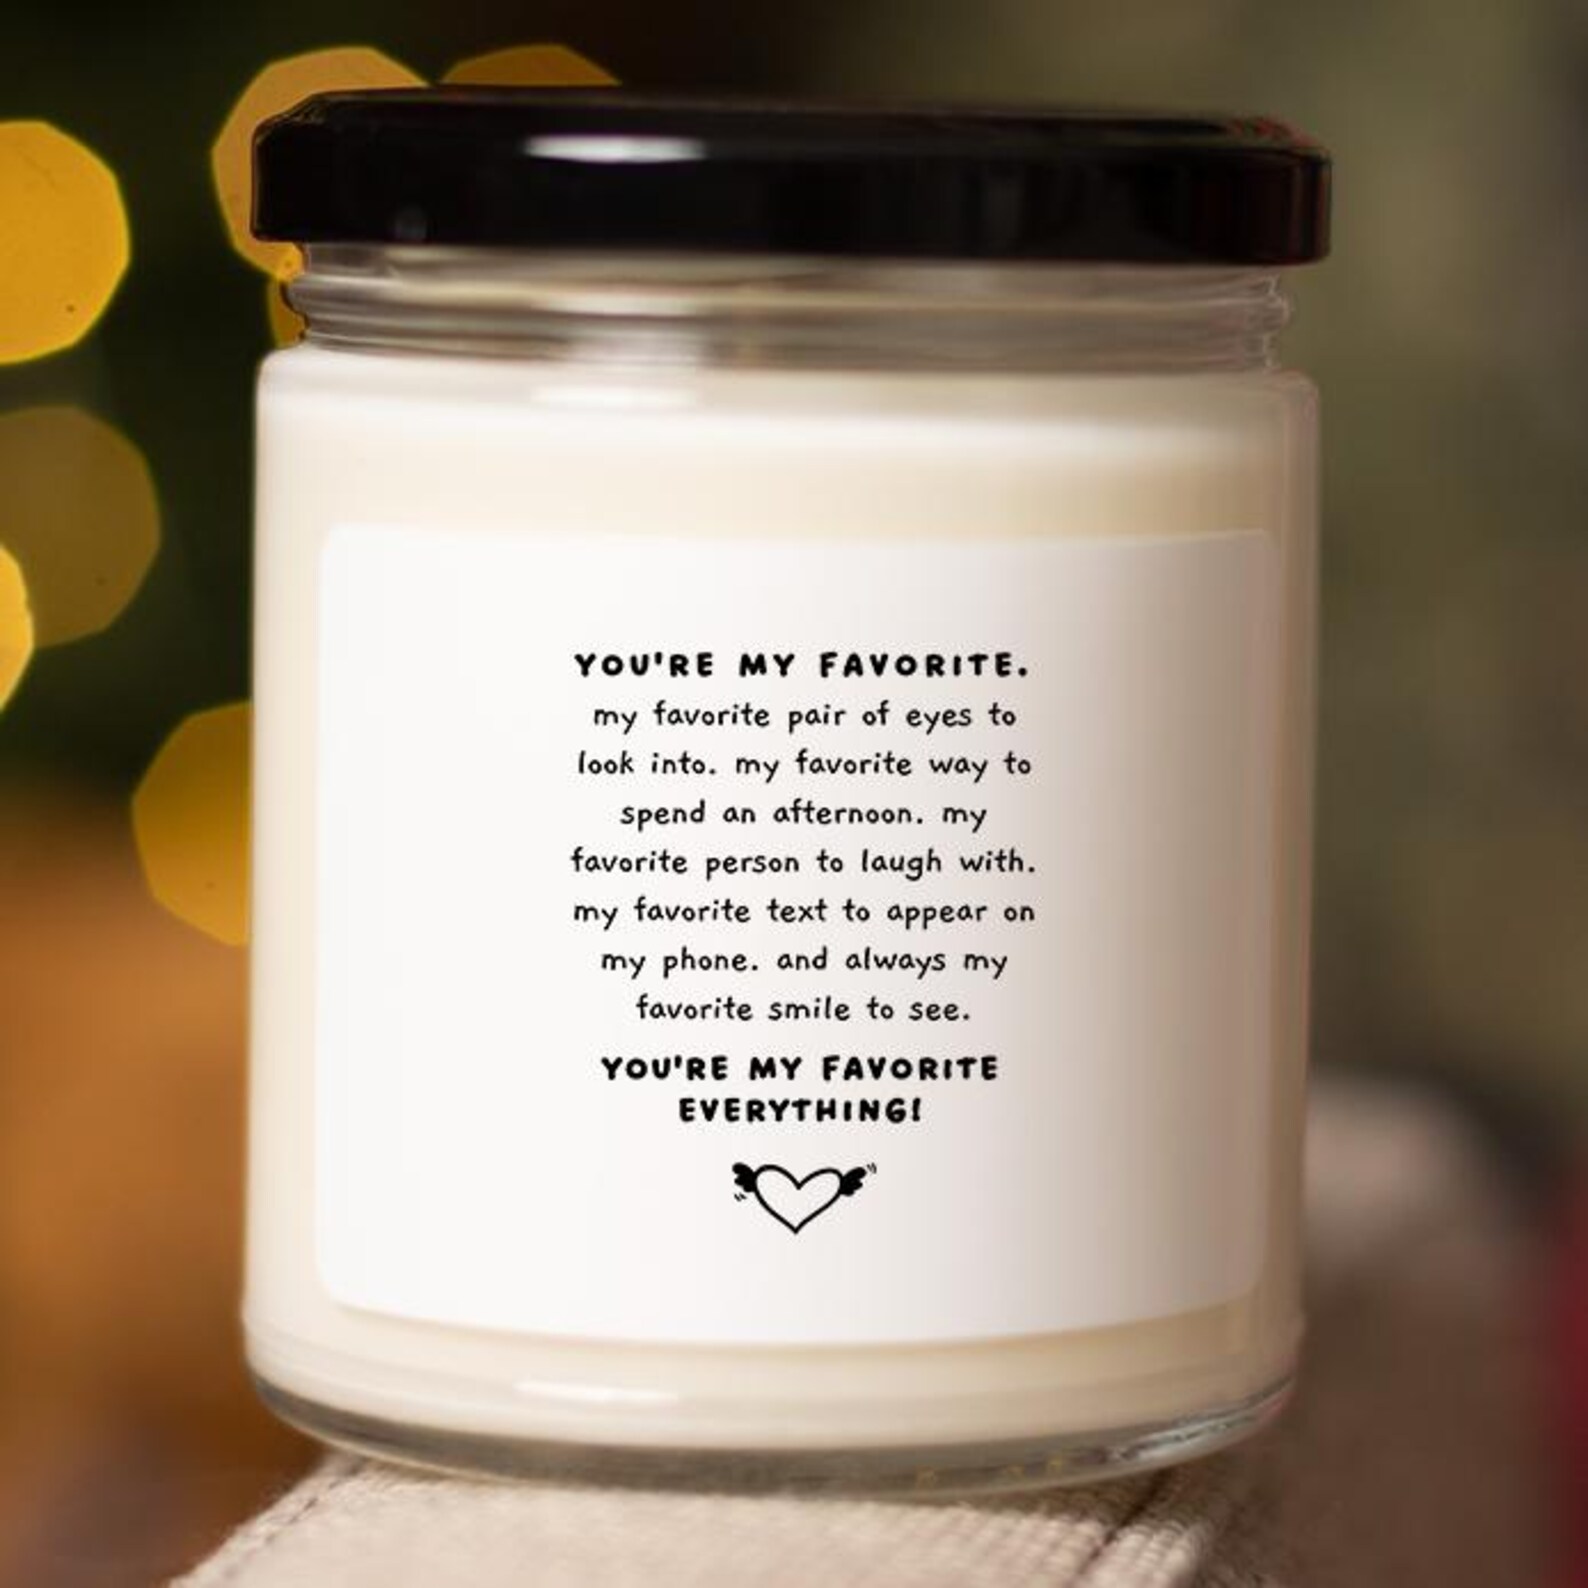 YOU'RE MY FAVORITE.
my favorite pair of eyes to
look into. my favorite way to
spend an afternoon. my
favorite person to laugh with.
my favorite text to appear on
my phone. and always my
favorite smile to see.
YOU'RE MY FAVORITE
EVERYTHING!